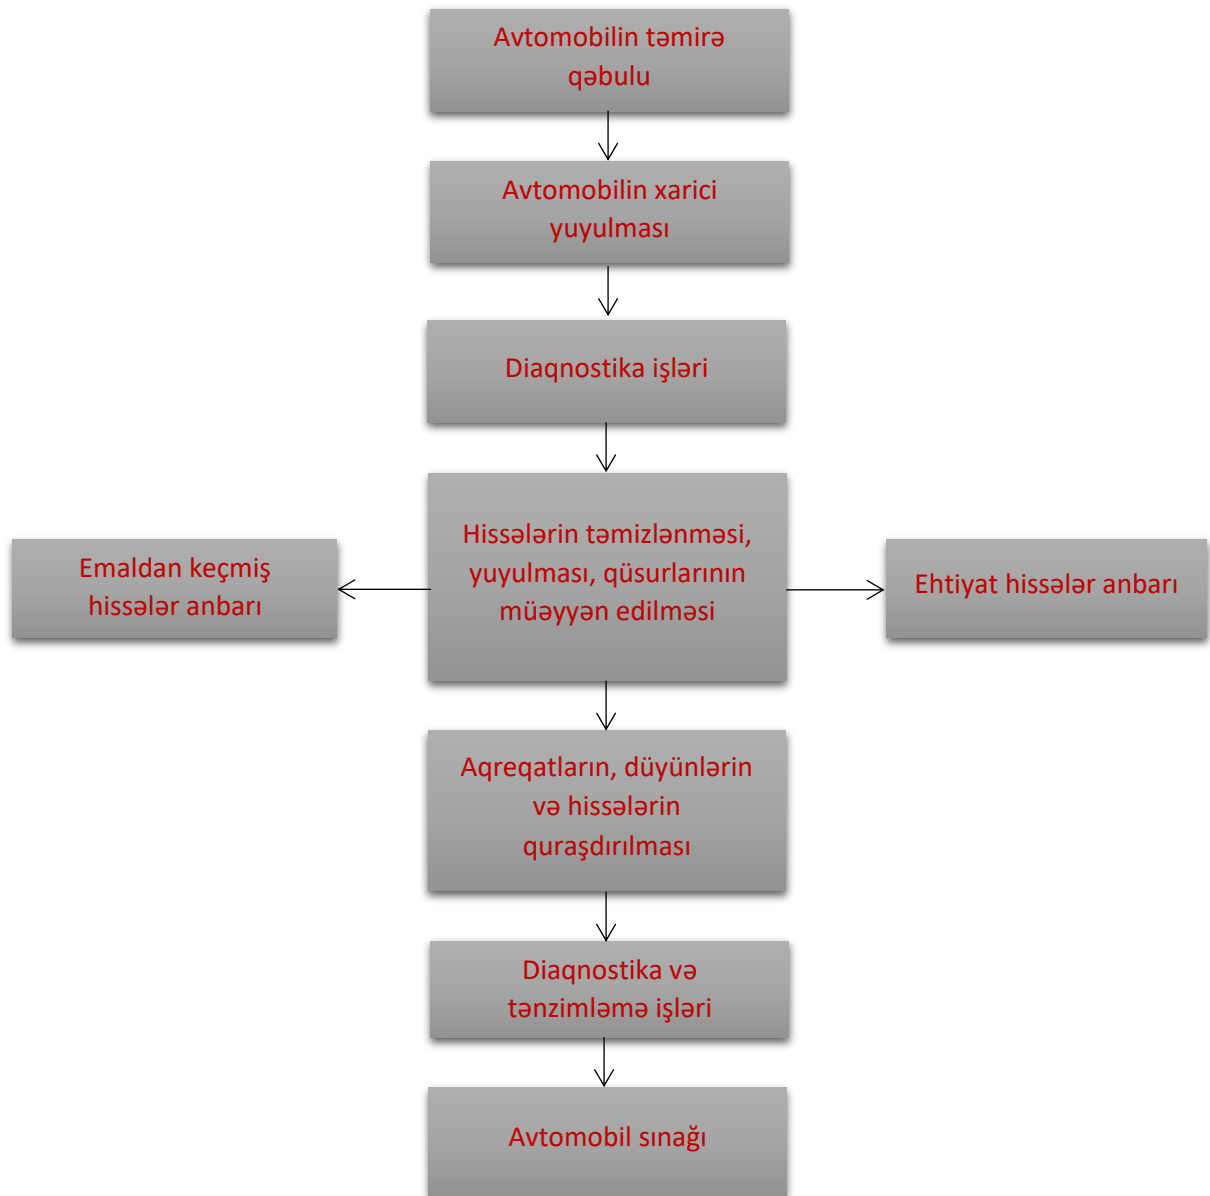 Avtomobilin təmirə
qəbulu
Avtomobilin xarici
yuyulması
Diaqnostika işləri
Hissələrin təmizlənməsi,
yuyulması, qüsurlarının
müəyyən edilməsi
Emaldan keçmiş
hissələr anbarı
Ehtiyat hissələr anbarı
Aqreqatların, düyünlərin
və hissələrin
quraşdırılması
Diaqnostika və
tənzimləmə işləri
Avtomobil sınağı